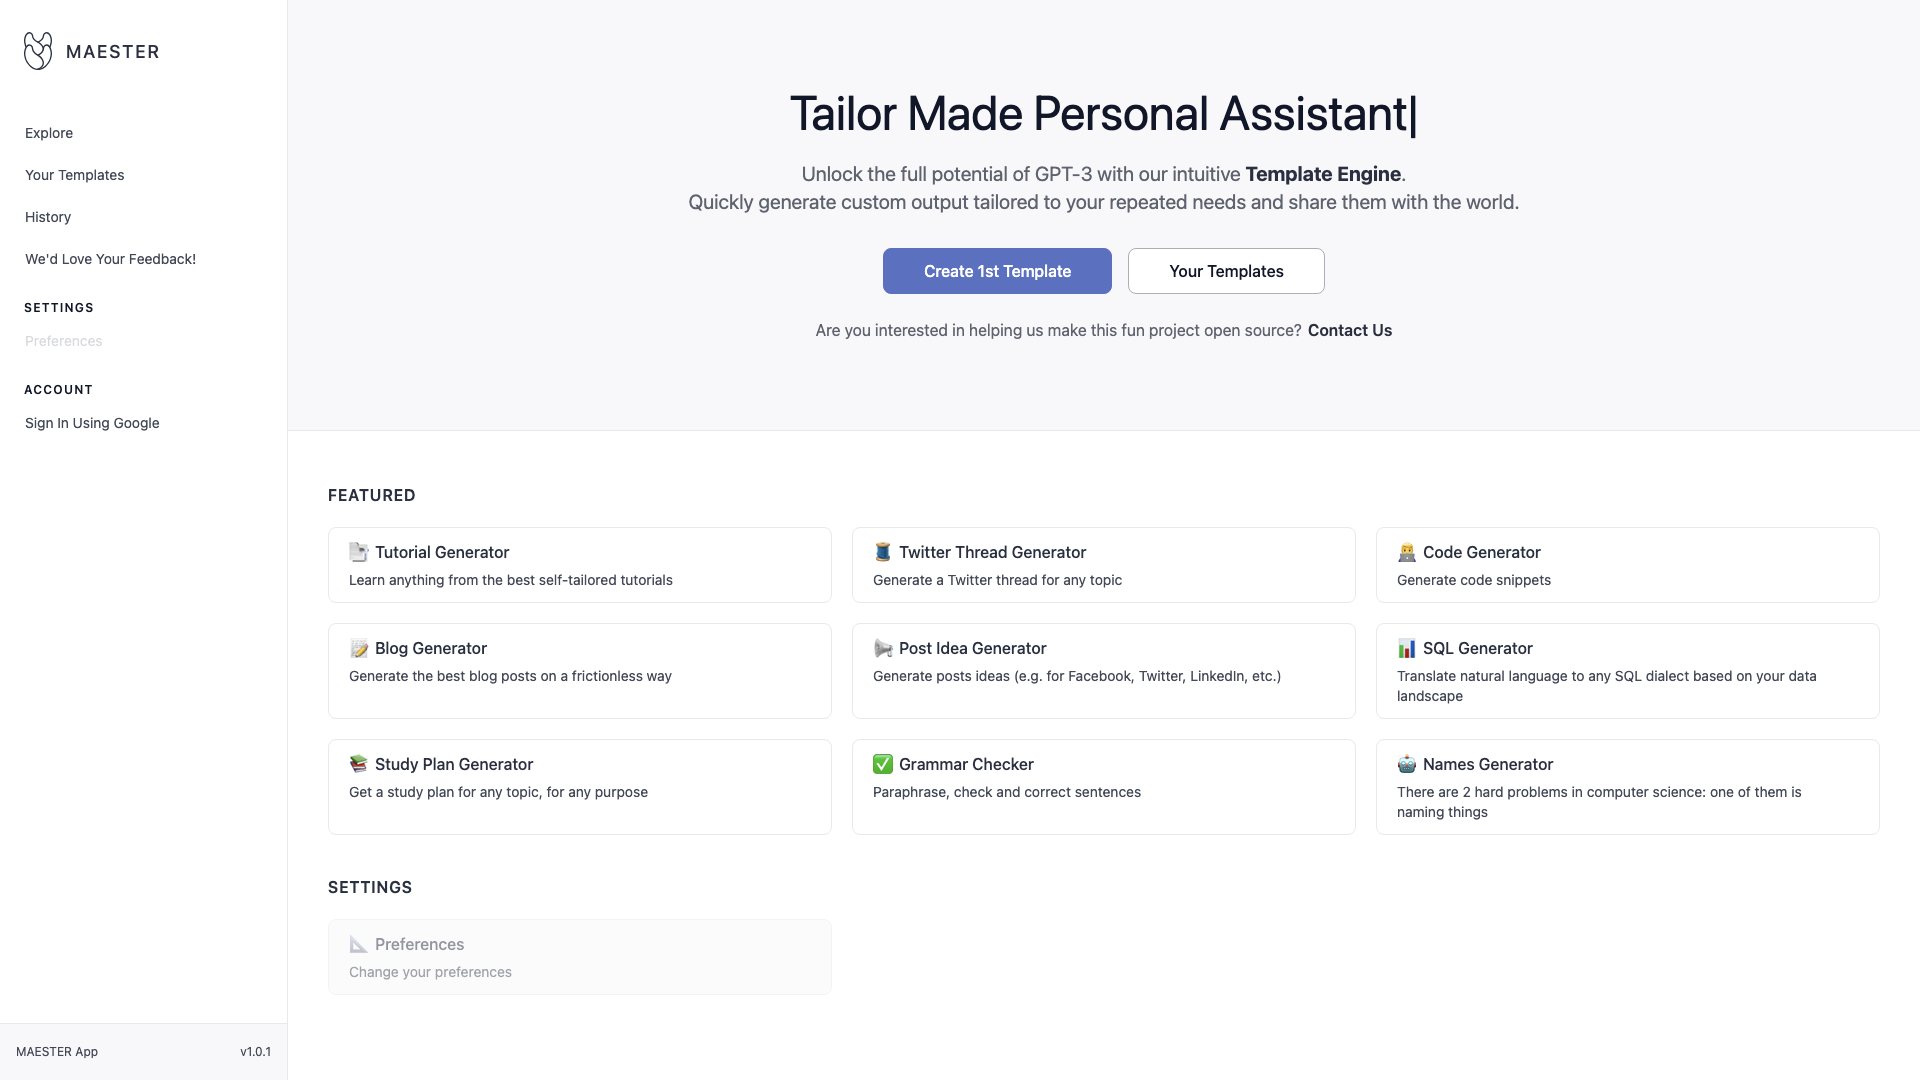 MAESTER
Explore
Your Templates
History
We'd Love Your Feedback!
SETTINGS
Preferences
ACCOUNT
Sign In Using Google
MAESTER App
v1.0.1
Tailor Made Personal Assistant|
Unlock the full potential of GPT-3 with our intuitive Template Engine.
Quickly generate custom output tailored to your repeated needs and share them with the world.
Create 1st Template
Your Templates
Are you interested in helping us make this fun project open source? Contact Us
FEATURED
Tutorial Generator
Learn anything from the best self-tailored tutorials
Twitter Thread Generator
Generate a Twitter thread for any topic
Code Generator
Generate code snippets
Blog Generator
Generate the best blog posts on a frictionless way
Post Idea Generator
Generate posts ideas (e.g. for Facebook, Twitter, LinkedIn, etc.)
SQL Generator
Translate natural language to any SQL dialect based on your data
landscape
Study Plan Generator
Get a study plan for any topic, for any purpose
Grammar Checker
Paraphrase, check and correct sentences
Names Generator
There are 2 hard problems in computer science: one of them is
naming things
SETTINGS
Preferences
Change your preferences